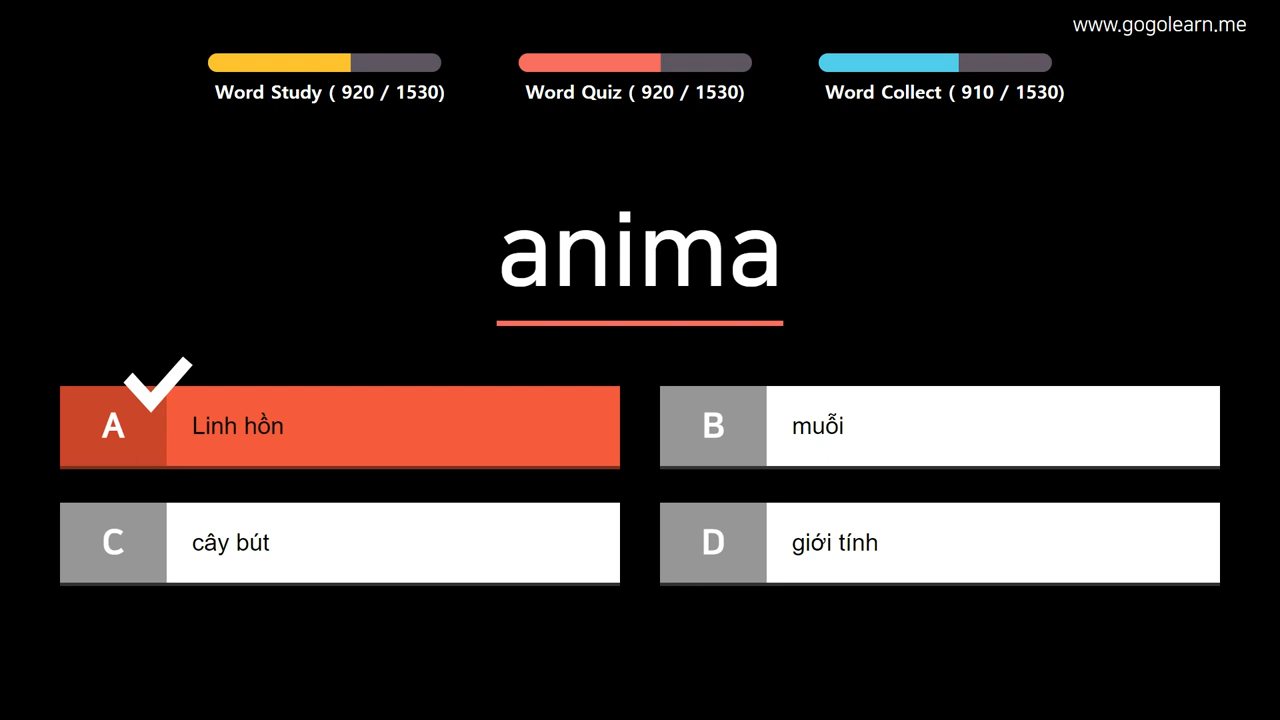 www.gogolearn.me
Word Study ( 920 / 1530)
Word Quiz ( 920 / 1530)
Word Collect ( 910 / 1530)
anima
A Linh hồn
B muỗi
C cây bút
D giới tính